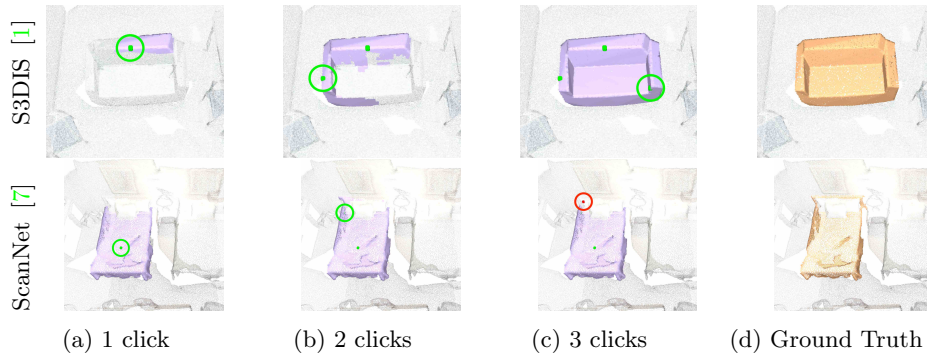 S3DIS [1]
ScanNet [7]
(a) 1 click
(b) 2 clicks
(c) 3 clicks
(d) Ground Truth